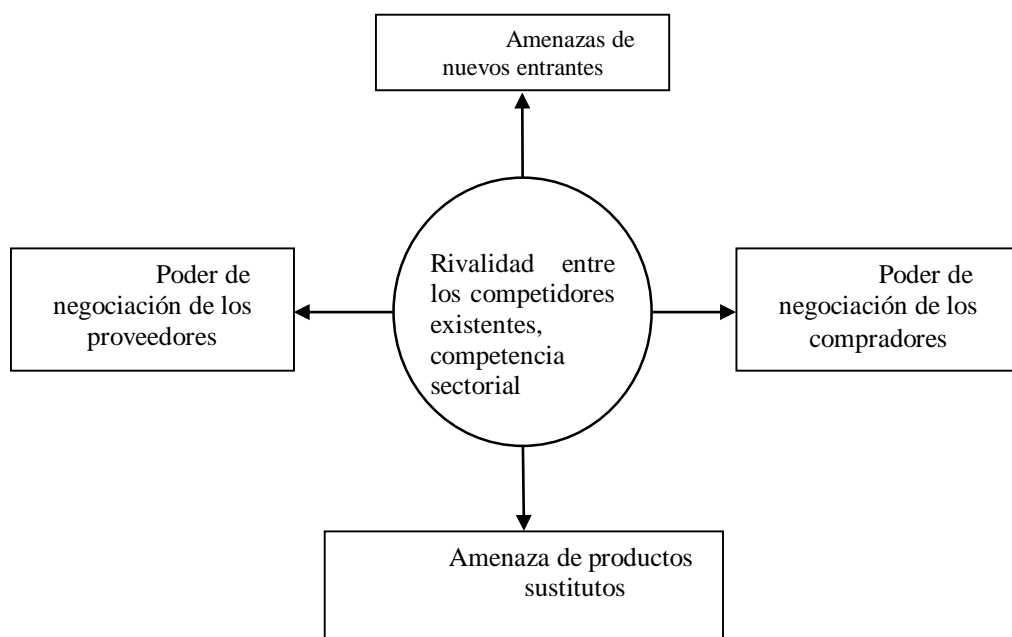 Amenazas de
nuevos entrantes
Poder de
negociación de los
proveedores
Rivalidad entre
los competidores
existentes,
competencia
sectorial
Poder de
negociación de los
compradores
Amenaza de productos
sustitutos